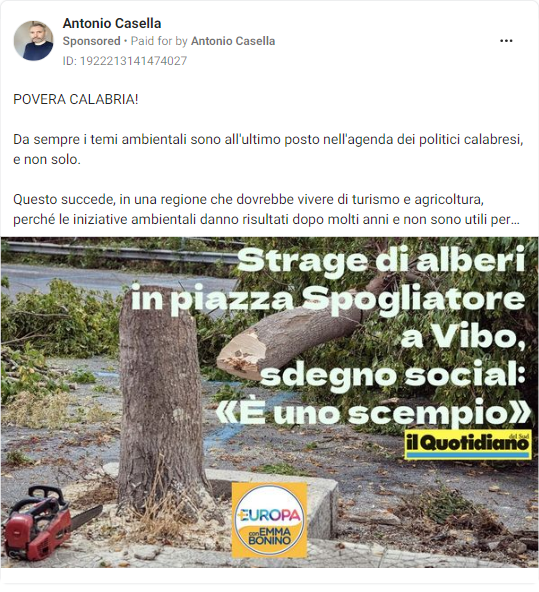 Antonio Casella
Sponsored • Paid for by Antonio Casella
ID: 1922213141474027
POVERA CALABRIA!
Da sempre i temi ambientali sono all'ultimo posto nell'agenda dei politici calabresi,
e non solo.
Questo succede, in una regione che dovrebbe vivere di turismo e agricoltura,
perché le iniziative ambientali danno risultati dopo molti anni e non sono utili per...
Strage di alberi
in piazza Spogliatore
a Vibo,
sdegno social:
«È uno scempio»
del Sud
il Quotidiano
+EUROPA
con EMMA
BONINO